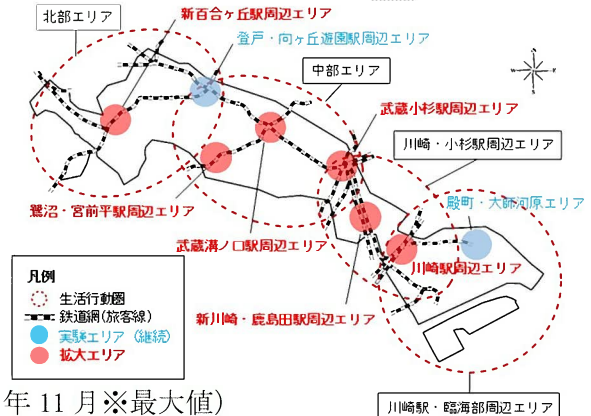 北部エリア
新百合ヶ丘駅周辺エリア
登戸・向ヶ丘遊園駅周辺エリア
中部エリア
武蔵小杉駅周辺エリア
N
川崎・小杉駅周辺エリア
殿町・大師河原エリア
鷺沼・宮前平駅周辺エリア
武蔵溝ノ口駅周辺エリア
川崎駅周辺エリア
新川崎・鹿島田駅周辺エリア
凡例
生活行動圏
鉄道網(旅客線)
実験エリア(継続)
拡大エリア
年 11 月※最大値)
川崎駅・臨海部周辺エリア